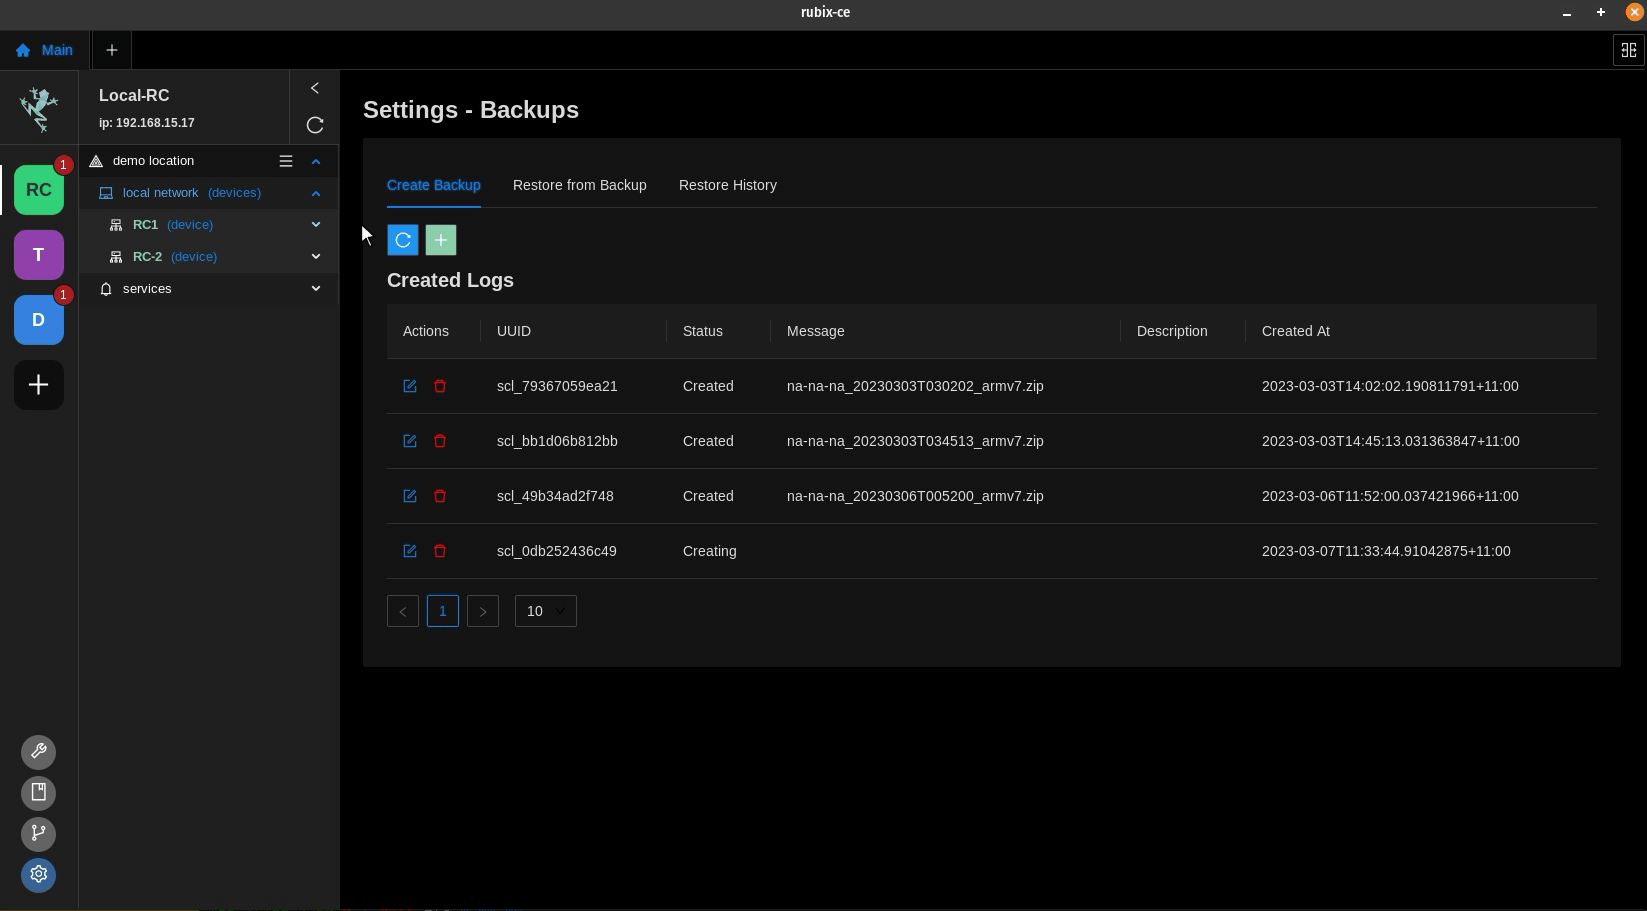 rubix-ce
Main
Local-RC
ip: 192.168.15.17
RC 1
T
D 1
demo location
local network (devices)
RC1 (device)
RC-2 (device)
services
Settings - Backups
Create Backup Restore from Backup Restore History
Created Logs
Actions UUID Status Message Description Created At
scl_79367059ea21 Created na-na-na_20230303T030202_armv7.zip 2023-03-03T14:02:02.190811791+11:00
scl_bb1d06b812bb Created na-na-na_20230303T034513_armv7.zip 2023-03-03T14:45:13.031363847+11:00
scl_49b34ad2f748 Created na-na-na_20230306T005200_armv7.zip 2023-03-06T11:52:00.037421966+11:00
scl_0db252436c49 Creating 2023-03-07T11:33:44.91042875+11:00
1 10